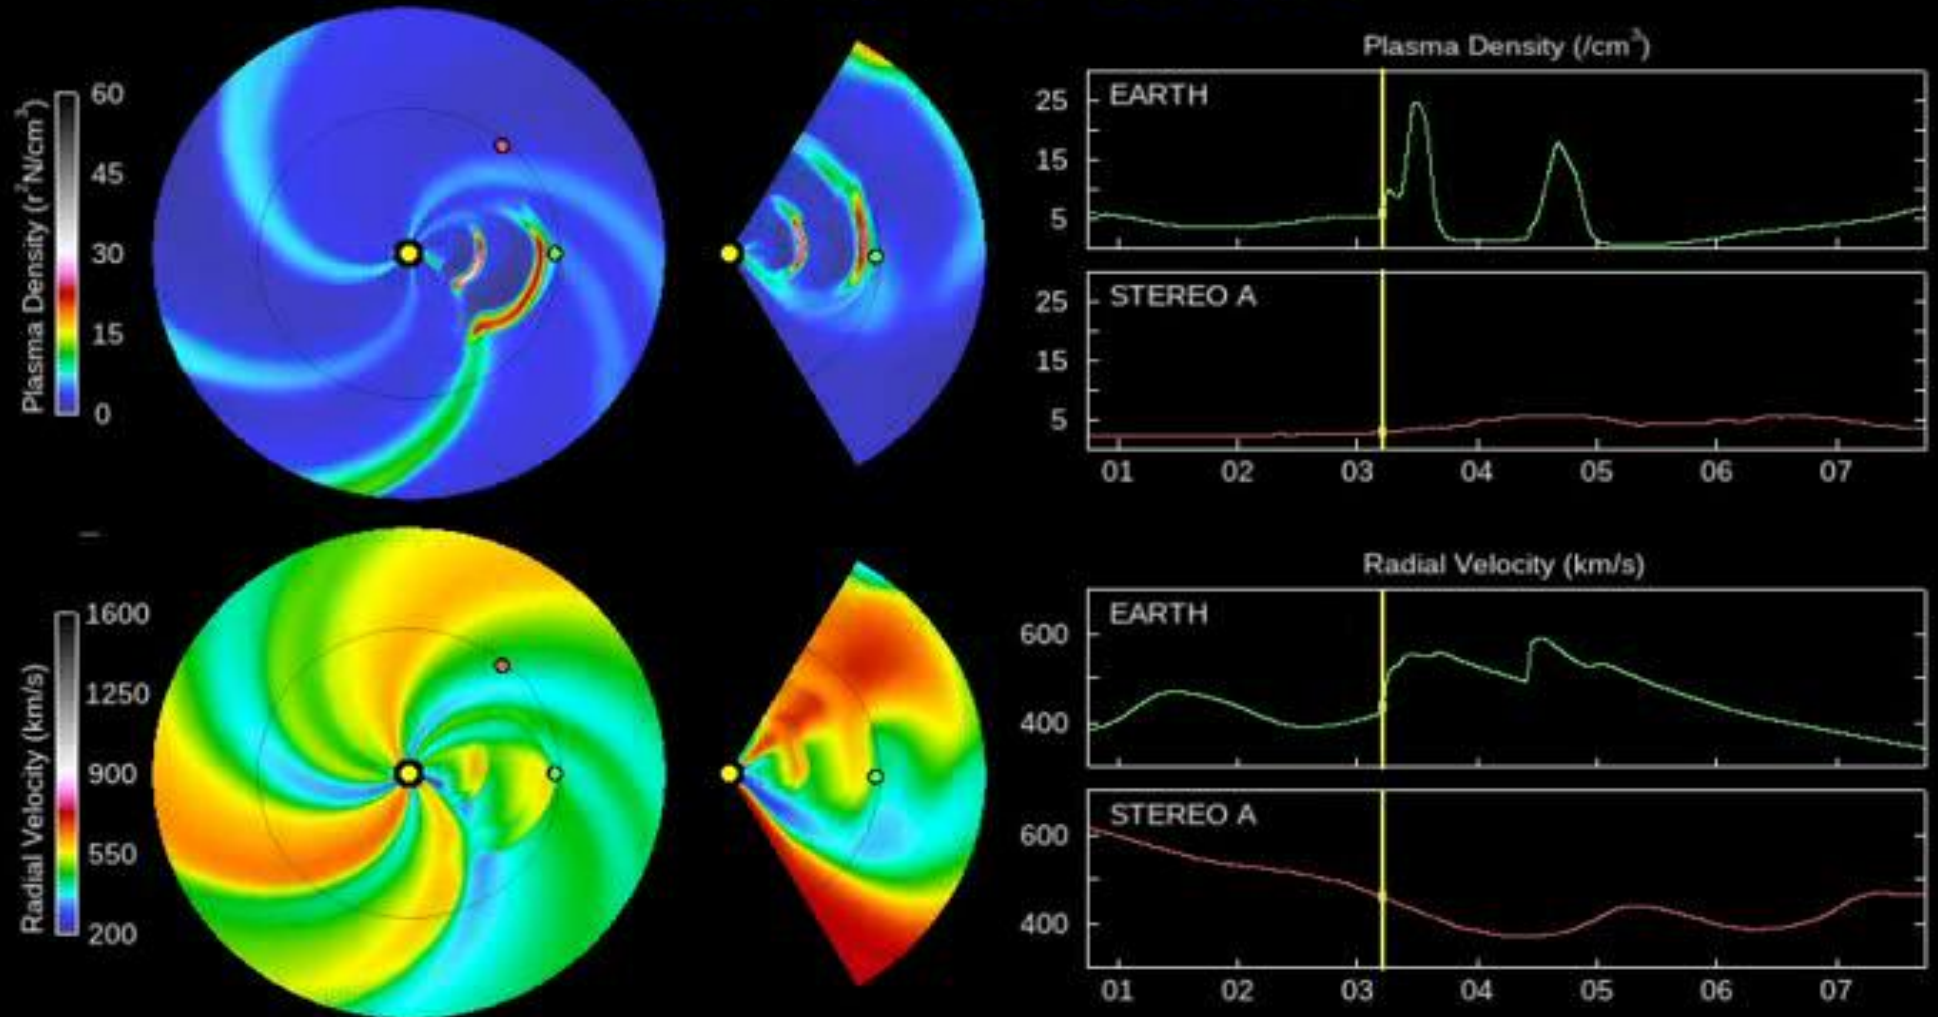 Plasma Density (r²N/cm³)
60
45
30
15
0
Plasma Density (/cm³)
EARTH
25
15
5
STEREO A
25
15
5
01 02 03 04 05 06 07
Radial Velocity (km/s)
1600
1250
900
550
200
Radial Velocity (km/s)
EARTH
600
400
STEREO A
600
400
01 02 03 04 05 06 07